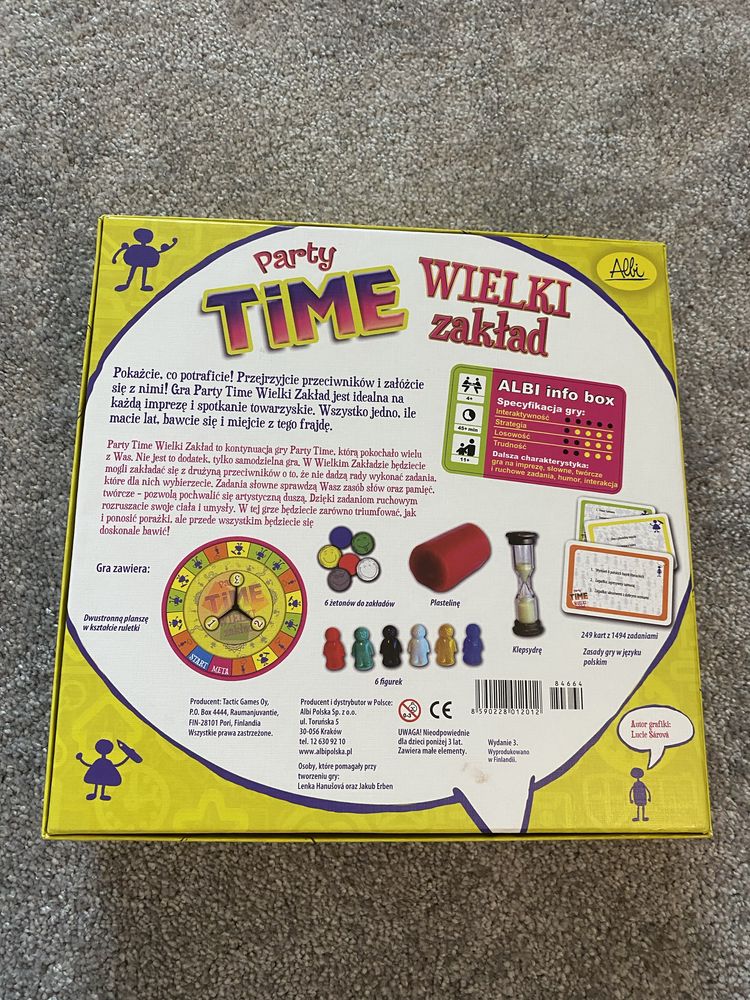 Party
TiME
WIELKI
zakład
Albi
Pokażcie, co potraficie! Przejrzyjcie przeciwników i załóżcie
się z nimi! Gra Party Time Wielki Zakład jest idealna na
każdą imprezę i spotkanie towarzyskie. Wszystko jedno, ile
macie lat, bawcie się i miejcie z tego frajdę.
Party Time Wielki Zakład to kontynuacja gry Party Time, którą pokochało wielu
z Was. Nie jest to dodatek, tylko samodzielna gra. W Wielkim Zakładzie będziecie
mogli zakładać się z drużyną przeciwników o to, że nie dadzą rady wykonać zadania,
które dla nich wybierzecie. Zadania słowne sprawdzą Wasz zasób słów oraz pamięć,
twórcze - pozwolą pochwalić się artystyczną duszą. Dzięki zadaniom ruchowym
rozruszacie swoje ciała i umysły. W tej grze będziecie zarówno triumfować, jak
i ponosić porażki, ale przede wszystkim będziecie się
doskonale bawić!
4+
45+ min
11+
ALBI info box
Specyfikacja gry:
Interaktywność
Strategia
Losowość
Trudność
Dalsza charakterystyka:
gra na imprezę, słowne, twórcze
i ruchowe zadania, humor, interakcja
Gra zawiera:
Dwustronną planszę
w kształcie ruletki
TiME
1
2
3
START
META
6 żetonów do zakładów
Plastelinę
6 figurek
Klepsydrę
TiME
249 kart z 1494 zadaniami
Zasady gry w języku
polskim
Producent: Tactic Games Oy,
P.O. Box 4444, Raumanjuvantie,
FIN-28101 Pori, Finlandia
Wszystkie prawa zastrzeżone.
Producent i dystrybutor w Polsce:
Albi Polska Sp. z o.o.
ul. Toruńska 5
30-056 Kraków
tel. 12 630 92 10
www.albipolska.pl
Osoby, które pomagały przy
tworzeniu gry:
Lenka Hanušová oraz Jakub Erben
0-3
CE
UWAGA! Nieodpowiednie
dla dzieci poniżej 3 lat.
Zawiera małe elementy.
84664
8 590228 012012
Wydanie 3.
Wyprodukowano
w Finlandii.
Autor grafiki:
Lucie Šárová